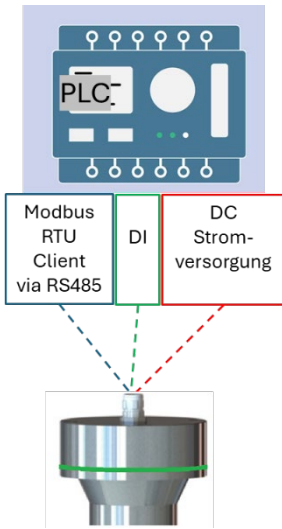 PLC
Modbus
RTU
Client
via RS485
DI
DC
Strom-
versorgung